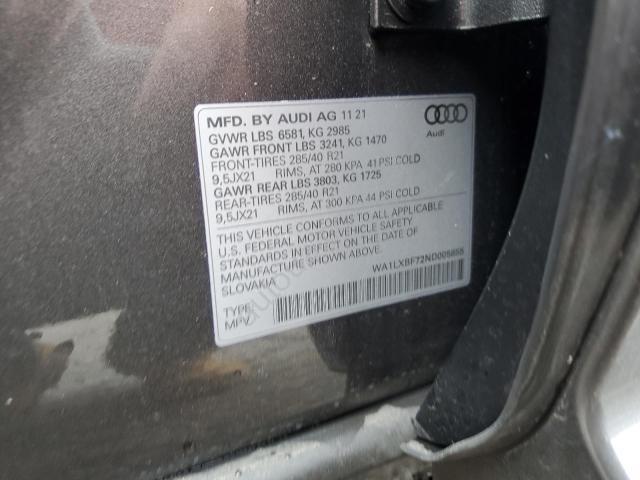 MFD. BY AUDI AG 11 21
GVWR LBS 6581, KG 2985
GAWR FRONT LBS 3241, KG 1470
FRONT-TIRES 285/40 R21
9,5JX21 RIMS, AT 280 KPA 41 PSI COLD
GAWR REAR LBS 3803, KG 1725
REAR-TIRES 285/40 R21
9,5JX21 RIMS, AT 300 KPA 44 PSI COLD
Audi
THIS VEHICLE CONFORMS TO ALL APPLICABLE
U.S. FEDERAL MOTOR VEHICLE SAFETY
STANDARDS IN EFFECT ON THE DATE OF
MANUFACTURE SHOWN ABOVE.
SLOVAKIA
WA1LXBF72ND005855
TYPE:
MPV